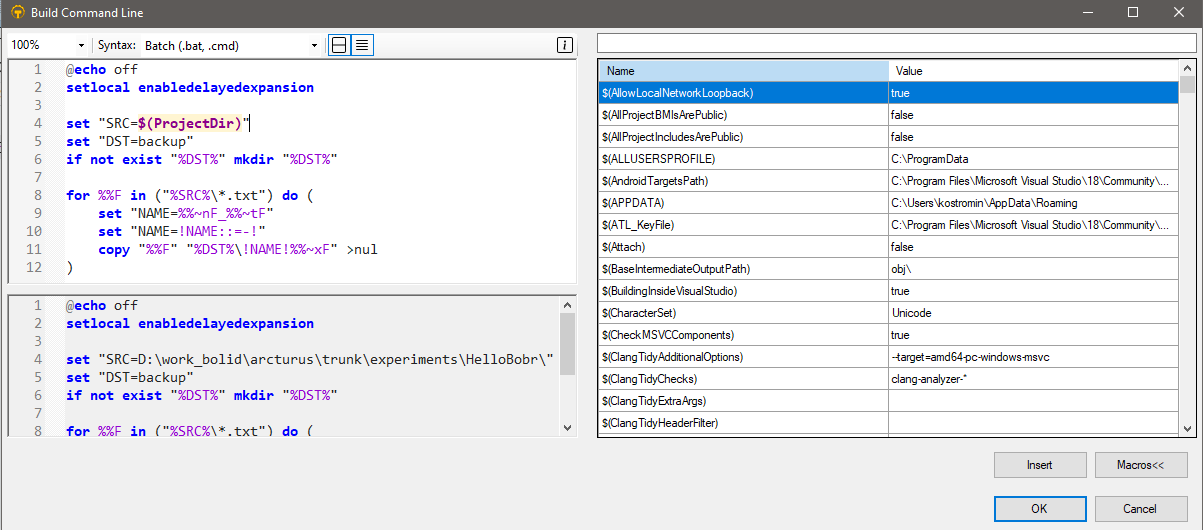 Build Command Line
100% Syntax: Batch (.bat, .cmd)
1 @echo off
2 setlocal enabledelayedexpansion
3
4 set "SRC=$(ProjectDir)"
5 set "DST=backup"
6 if not exist "%DST%" mkdir "%DST%"
7
8 for %%F in ("%SRC%\*.txt") do (
9     set "NAME=%%~nF_%%~tF"
10     set "NAME=!NAME::=-!"
11     copy "%%F" "%DST%\!NAME!%%~xF" >nul
12 )
1 @echo off
2 setlocal enabledelayedexpansion
3
4 set "SRC=D:\work_bolid\arcturus\trunk\experiments\HelloBobr\"
5 set "DST=backup"
6 if not exist "%DST%" mkdir "%DST%"
7
8 for %%F in ("%SRC%\*.txt") do (
Name Value
$(AllowLocalNetworkLoopback) true
$(AllProjectBMIsArePublic) false
$(AllProjectIncludesArePublic) false
$(ALLUSERSPROFILE) C:\ProgramData
$(AndroidTargetsPath) C:\Program Files\Microsoft Visual Studio\18\Community\...
$(APPDATA) C:\Users\kostromin\AppData\Roaming
$(ATL_KeyFile) C:\Program Files\Microsoft Visual Studio\18\Community\...
$(Attach) false
$(BaseIntermediateOutputPath) obj\
$(BuildingInsideVisualStudio) true
$(CharacterSet) Unicode
$(CheckMSVCComponents) true
$(ClangTidyAdditionalOptions) --target=amd64-pc-windows-msvc
$(ClangTidyChecks) clang-analyzer-*
$(ClangTidyExtraArgs)
$(ClangTidyHeaderFilter)
Insert Macros<<
OK Cancel